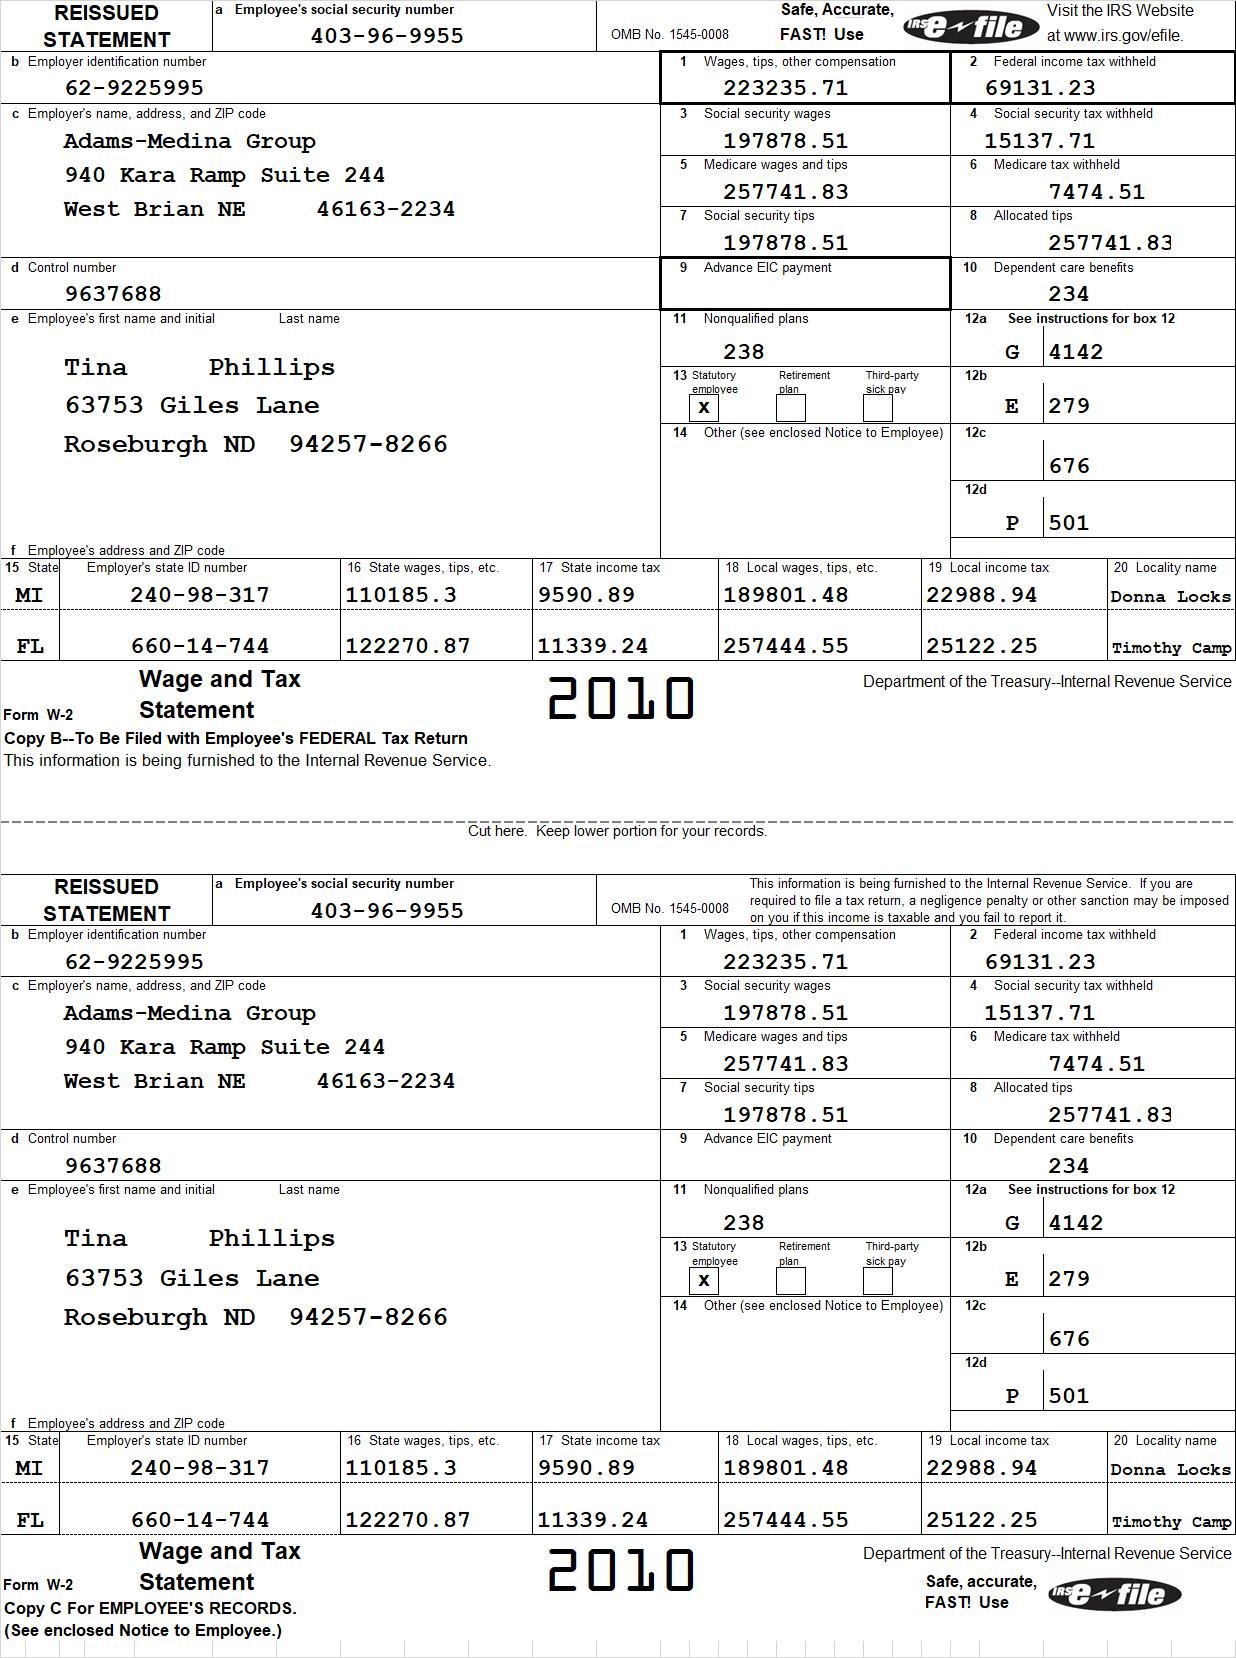 REISSUED STATEMENT
a Employee's social security number
403-96-9955
OMB No. 1545-0008
Safe, Accurate,
FAST! Use
IRS e-file
Visit the IRS Website
at www.irs.gov/efile.
b Employer identification number
62-9225995
1 Wages, tips, other compensation
223235.71
2 Federal income tax withheld
69131.23
c Employer's name, address, and ZIP code
Adams-Medina Group
940 Kara Ramp Suite 244
West Brian NE 46163-2234
3 Social security wages
197878.51
4 Social security tax withheld
15137.71
5 Medicare wages and tips
257741.83
6 Medicare tax withheld
7474.51
7 Social security tips
197878.51
8 Allocated tips
257741.83
d Control number
9637688
9 Advance EIC payment
10 Dependent care benefits
234
e Employee's first name and initial Last name
Tina Phillips
63753 Giles Lane
Roseburgh ND 94257-8266
11 Nonqualified plans
238
12a See instructions for box 12
G 4142
13 Statutory employee
Retirement plan
Third-party sick pay
x
12b
E 279
14 Other (see enclosed Notice to Employee)
12c
676
12d
P 501
f Employee's address and ZIP code
15 State Employer's state ID number 16 State wages, tips, etc. 17 State income tax 18 Local wages, tips, etc. 19 Local income tax 20 Locality name
MI 240-98-317 110185.3 9590.89 189801.48 22988.94 Donna Locks
FL 660-14-744 122270.87 11339.24 257444.55 25122.25 Timothy Camp
Form W-2
Wage and Tax
Statement
2010
Department of the Treasury--Internal Revenue Service
Copy B--To Be Filed with Employee's FEDERAL Tax Return
This information is being furnished to the Internal Revenue Service.
Cut here. Keep lower portion for your records.
REISSUED STATEMENT
a Employee's social security number
403-96-9955
OMB No. 1545-0008
This information is being furnished to the Internal Revenue Service. If you are
required to file a tax return, a negligence penalty or other sanction may be imposed
on you if this income is taxable and you fail to report it.
b Employer identification number
62-9225995
1 Wages, tips, other compensation
223235.71
2 Federal income tax withheld
69131.23
c Employer's name, address, and ZIP code
Adams-Medina Group
940 Kara Ramp Suite 244
West Brian NE 46163-2234
3 Social security wages
197878.51
4 Social security tax withheld
15137.71
5 Medicare wages and tips
257741.83
6 Medicare tax withheld
7474.51
7 Social security tips
197878.51
8 Allocated tips
257741.83
d Control number
9637688
9 Advance EIC payment
10 Dependent care benefits
234
e Employee's first name and initial Last name
Tina Phillips
63753 Giles Lane
Roseburgh ND 94257-8266
11 Nonqualified plans
238
12a See instructions for box 12
G 4142
13 Statutory employee
Retirement plan
Third-party sick pay
x
12b
E 279
14 Other (see enclosed Notice to Employee)
12c
676
12d
P 501
f Employee's address and ZIP code
15 State Employer's state ID number 16 State wages, tips, etc. 17 State income tax 18 Local wages, tips, etc. 19 Local income tax 20 Locality name
MI 240-98-317 110185.3 9590.89 189801.48 22988.94 Donna Locks
FL 660-14-744 122270.87 11339.24 257444.55 25122.25 Timothy Camp
Form W-2
Wage and Tax
Statement
2010
Department of the Treasury--Internal Revenue Service
Safe, accurate,
FAST! Use
IRS e-file
Copy C For EMPLOYEE'S RECORDS.
(See enclosed Notice to Employee.)